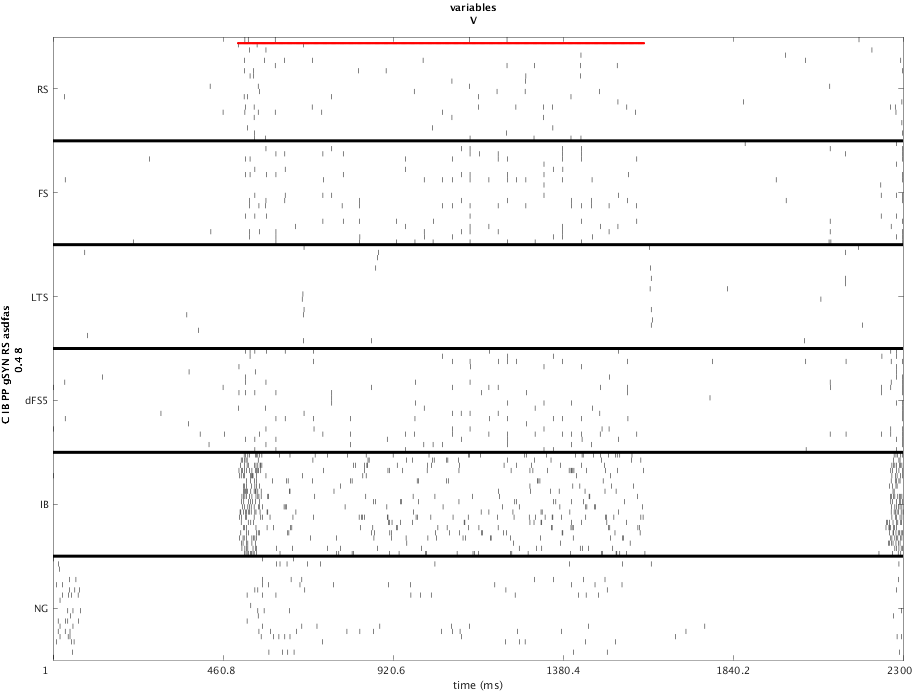 variables
V
RS
FS
LTS
dFS5
IB
NG
C IB PP gSYN RS asdfas
0.4 8
1
460.8
920.6
1380.4
1840.2
2300
time (ms)